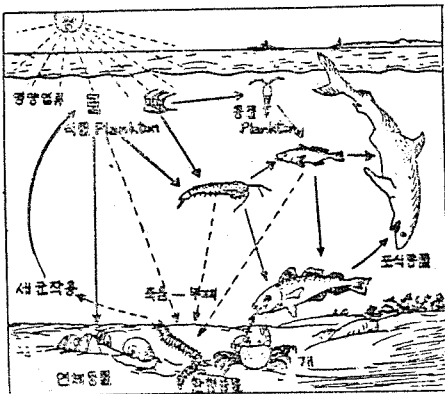 영양염류
식물 Plankton
동물
Plankton
포식동물
세균작용
죽음 — 부패
게
연체동물